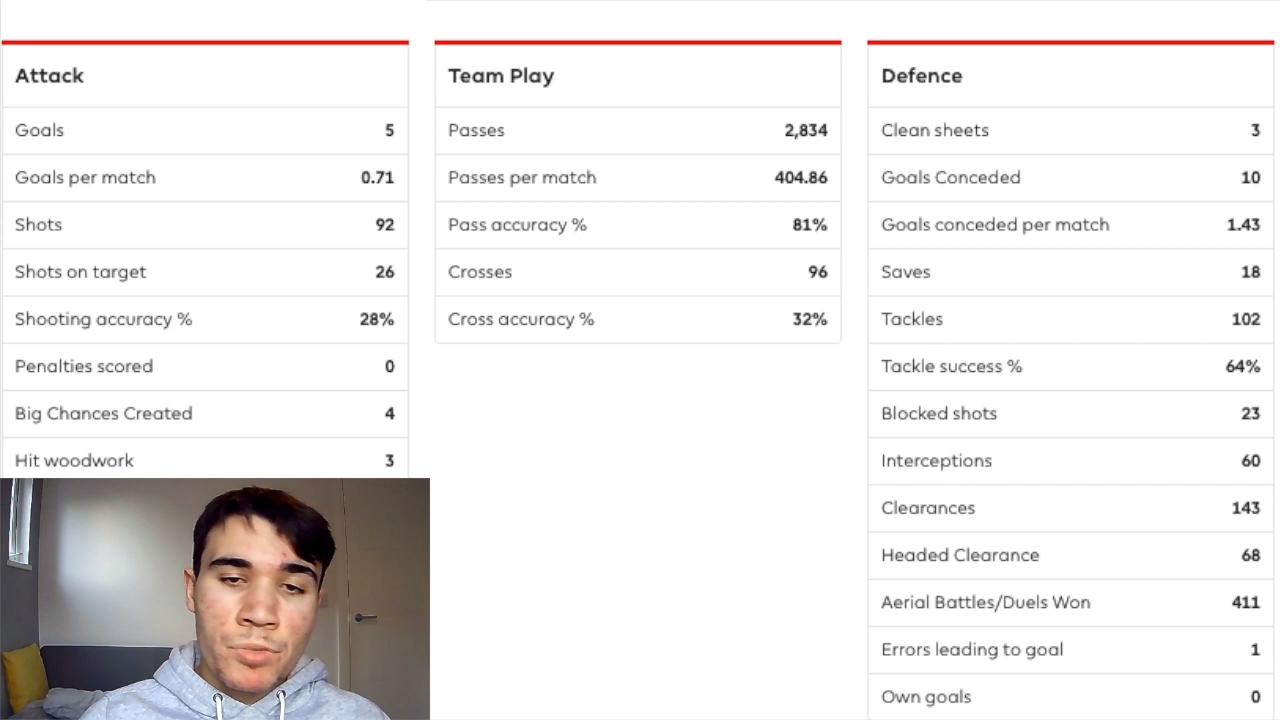 Attack
Goals 5
Goals per match 0.71
Shots 92
Shots on target 26
Shooting accuracy % 28%
Penalties scored 0
Big Chances Created 4
Hit woodwork 3
Team Play
Passes 2,834
Passes per match 404.86
Pass accuracy % 81%
Crosses 96
Cross accuracy % 32%
Defence
Clean sheets 3
Goals Conceded 10
Goals conceded per match 1.43
Saves 18
Tackles 102
Tackle success % 64%
Blocked shots 23
Interceptions 60
Clearances 143
Headed Clearance 68
Aerial Battles/Duels Won 411
Errors leading to goal 1
Own goals 0